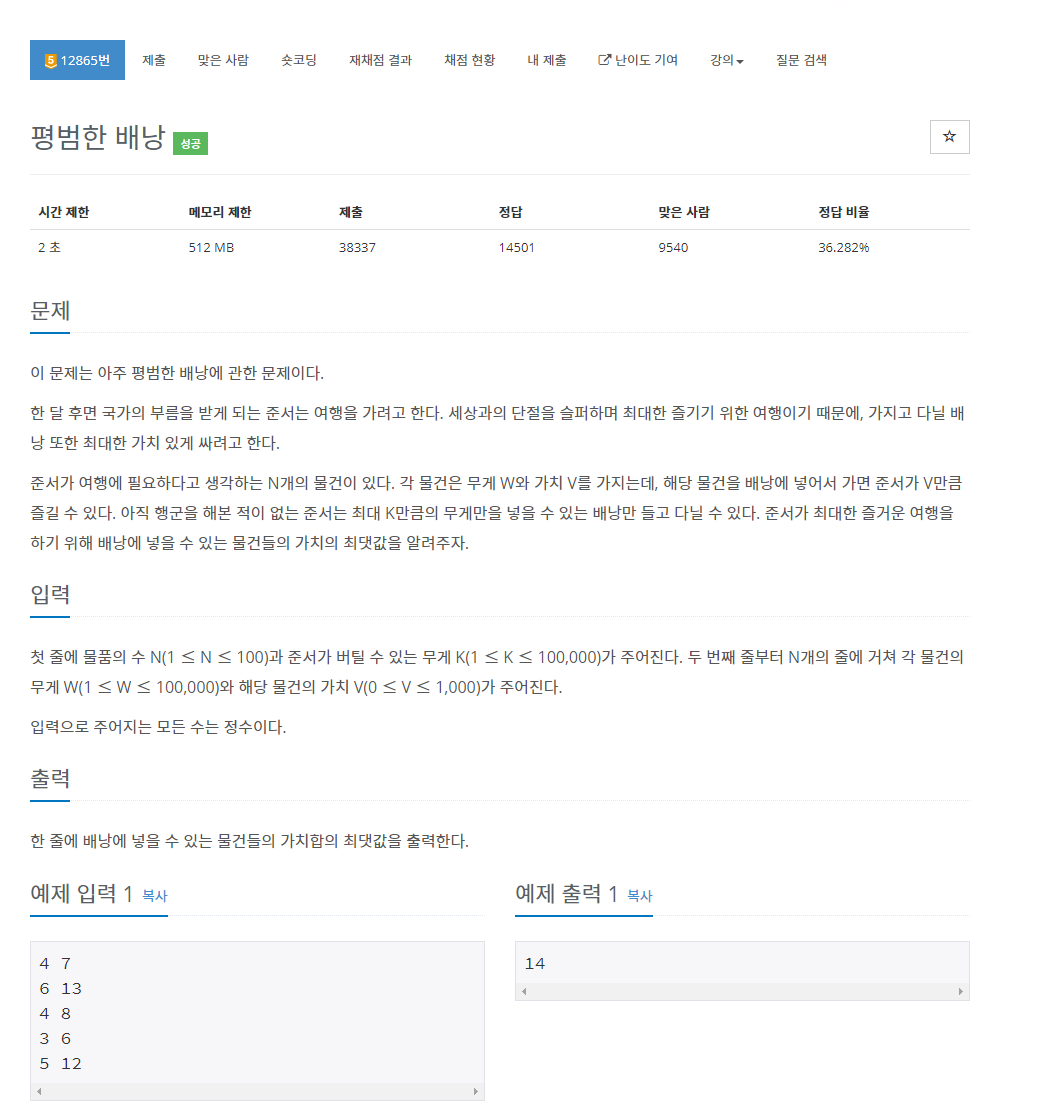 5 12865번 제출 맞은 사람 숏코딩 재채점 결과 채점 현황 내 제출 난이도 기여 강의 질문 검색
평범한 배낭 성공
시간 제한 메모리 제한 제출 정답 맞은 사람 정답 비율
2 초 512 MB 38337 14501 9540 36.282%
문제
이 문제는 아주 평범한 배낭에 관한 문제이다.
한 달 후면 국가의 부름을 받게 되는 준서는 여행을 가려고 한다. 세상과의 단절을 슬퍼하며 최대한 즐기기 위한 여행이기 때문에, 가지고 다닐 배
낭 또한 최대한 가치 있게 싸려고 한다.
준서가 여행에 필요하다고 생각하는 N개의 물건이 있다. 각 물건은 무게 W와 가치 V를 가지는데, 해당 물건을 배낭에 넣어서 가면 준서가 V만큼
즐길 수 있다. 아직 행군을 해본 적이 없는 준서는 최대 K만큼의 무게만을 넣을 수 있는 배낭만 들고 다닐 수 있다. 준서가 최대한 즐거운 여행을
하기 위해 배낭에 넣을 수 있는 물건들의 가치의 최댓값을 알려주자.
입력
첫 줄에 물품의 수 N(1 ≤ N ≤ 100)과 준서가 버틸 수 있는 무게 K(1 ≤ K ≤ 100,000)가 주어진다. 두 번째 줄부터 N개의 줄에 거쳐 각 물건의
무게 W(1 ≤ W ≤ 100,000)와 해당 물건의 가치 V(0 ≤ V ≤ 1,000)가 주어진다.
입력으로 주어지는 모든 수는 정수이다.
출력
한 줄에 배낭에 넣을 수 있는 물건들의 가치합의 최댓값을 출력한다.
예제 입력 1 복사
4 7
6 13
4 8
3 6
5 12
예제 출력 1 복사
14